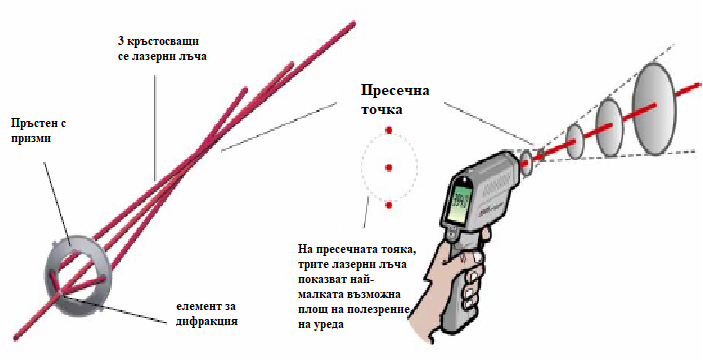 3 кръстосващи
се лазерни лъча
Пресечна
точка
Пръстен с
призми
На пресечната тояка,
трите лазерни лъча
показват най-
малката възможна
площ на полезрение
на уреда
елемент за
дифракция